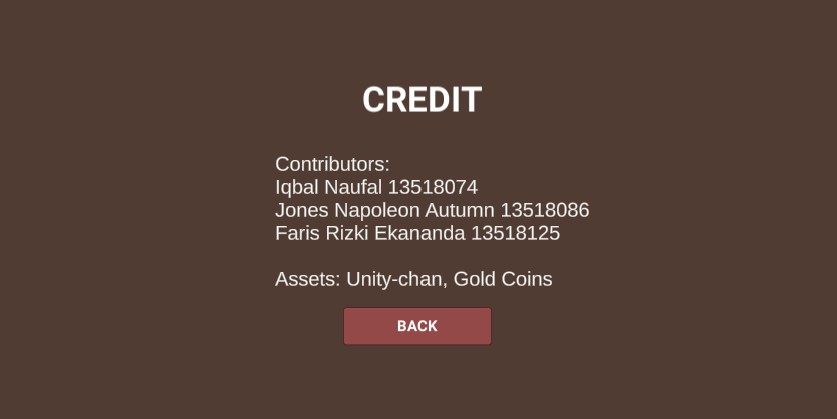 CREDIT
Contributors:
Iqbal Naufal 13518074
Jones Napoleon Autumn 13518086
Faris Rizki Ekananda 13518125
Assets: Unity-chan, Gold Coins
BACK